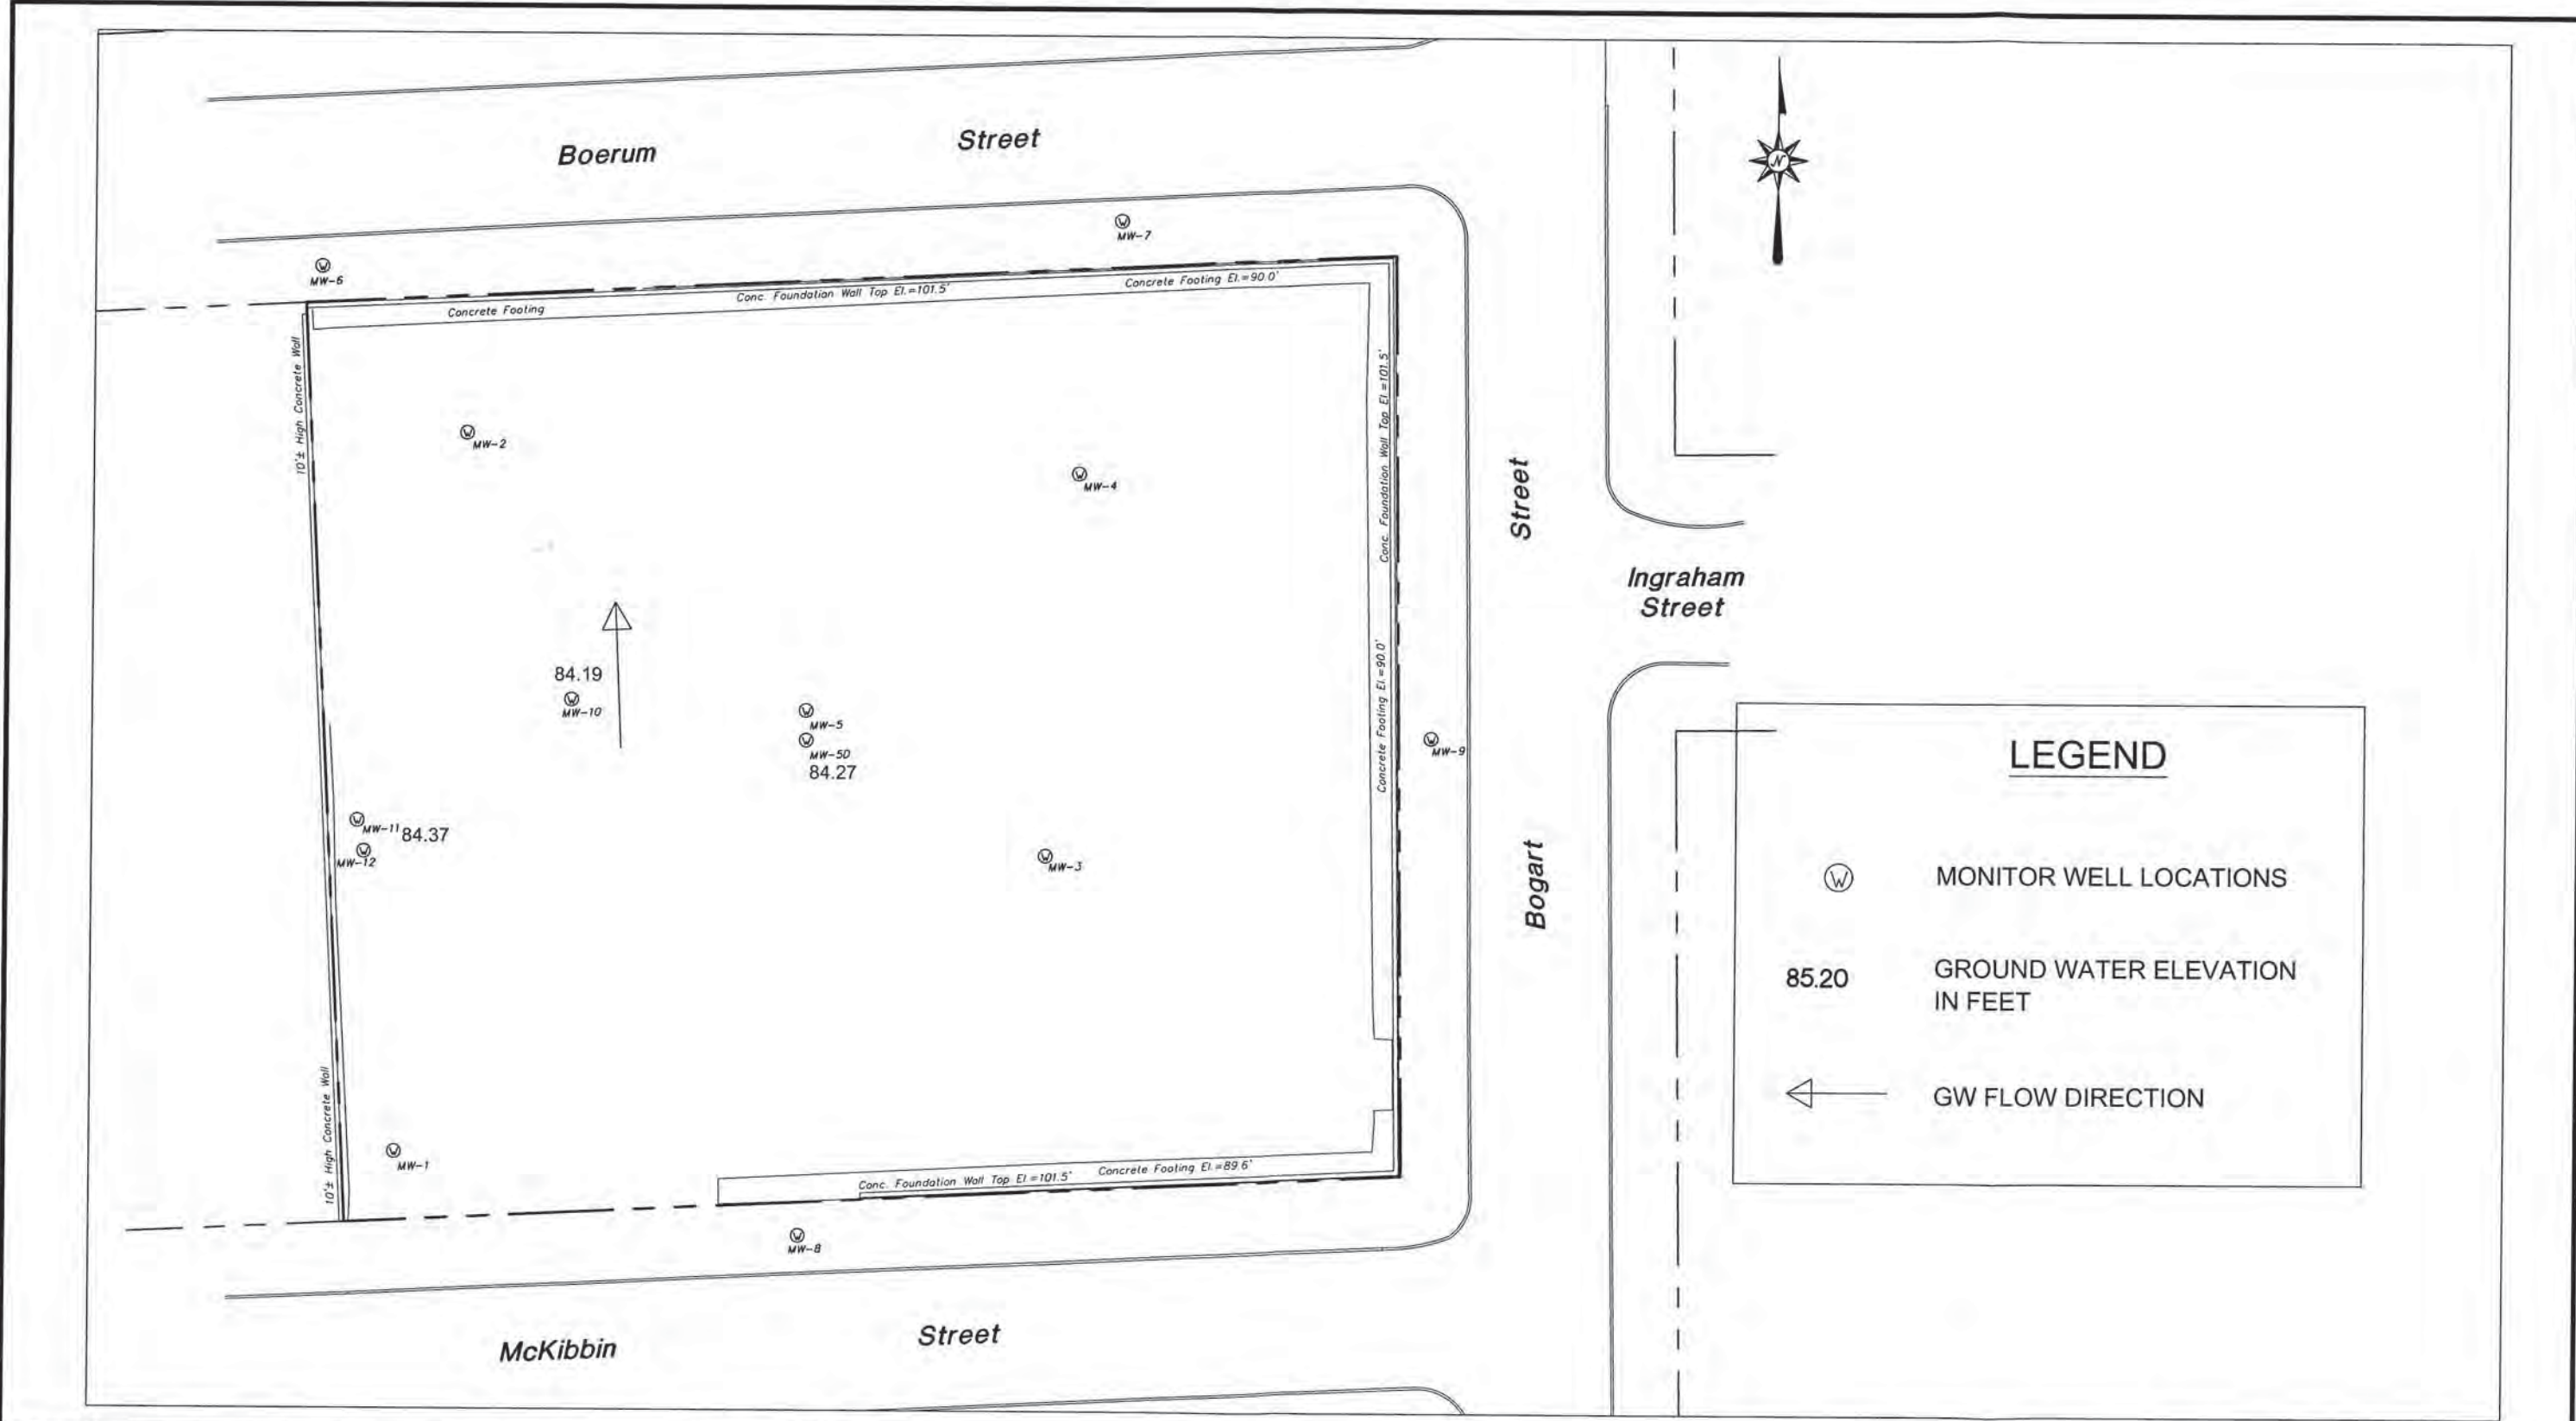 Boerum Street
MW-7
MW-6
Concrete Footing El.=90.0'
Conc. Foundation Wall Top El.=101.5'
Concrete Footing
N
10'± High Concrete Wall
Conc. Foundation Wall Top El.=101.5'
MW-2
MW-4
Street
Ingraham
Street
84.19
MW-10
MW-5
MW-5D
84.27
Concrete Footing El.=90.0'
MW-9
MW-11 84.37
MW-12
MW-3
Bogart
10'± High Concrete Wall
MW-1
Conc. Foundation Wall Top El.=101.5'
Concrete Footing El.=89.6'
MW-8
McKibbin Street
LEGEND
W MONITOR WELL LOCATIONS
85.20 GROUND WATER ELEVATION
IN FEET
GW FLOW DIRECTION